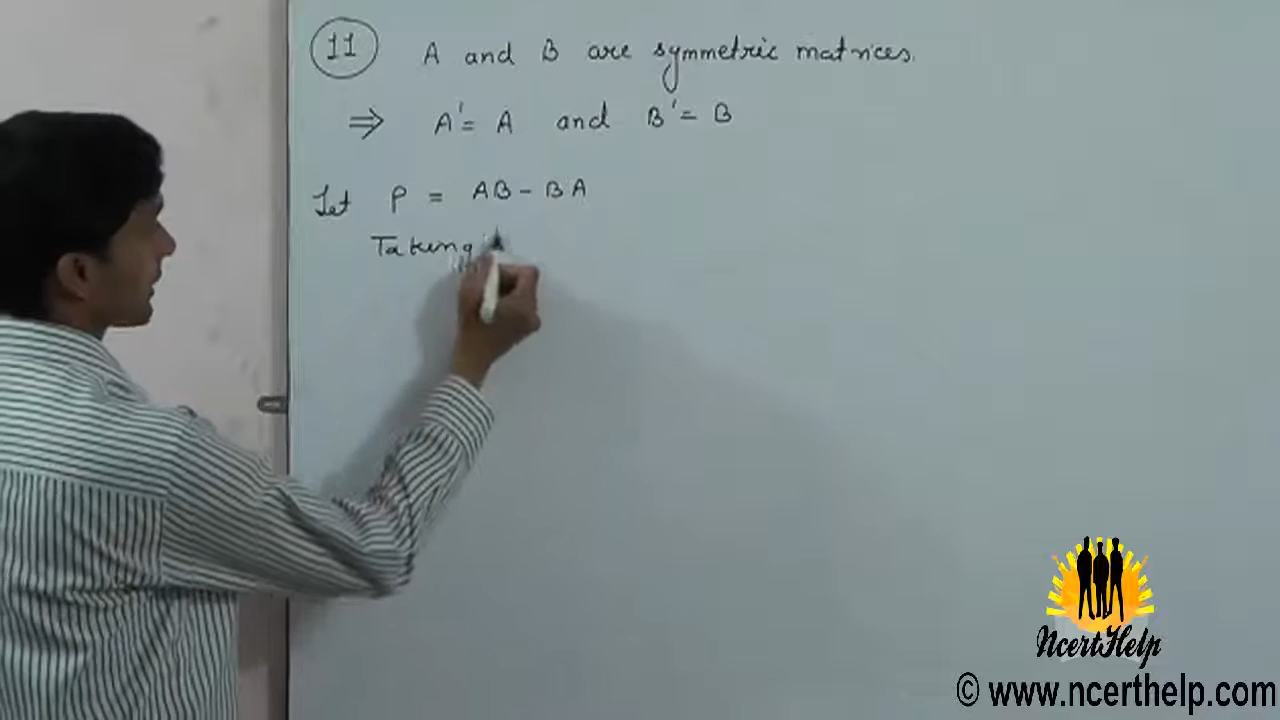 11 A and B are symmetric matrices.
⇒ A' = A and B' = B
Let P = AB - BA
Taking
NcertHelp
© www.ncerthelp.com